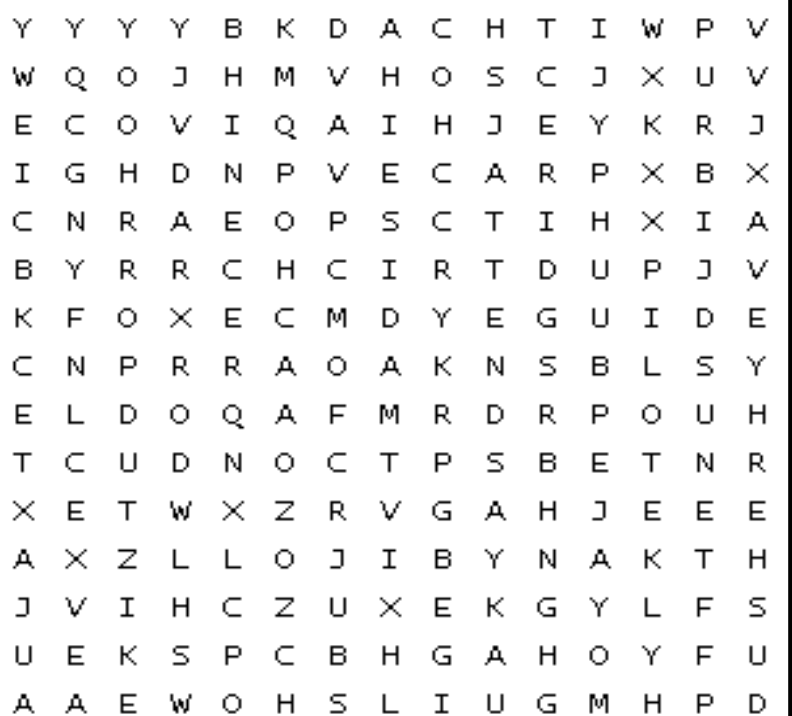 Y Y Y Y B K D A C H T I W P V
W Q O J H M V H O S C J X U V
E C O V I Q A I H J E Y K R J
I G H D N P V E C A R P X B X
C N R A E O P S C T I H X I A
B Y R R C H C I R T D U P J V
K F O X E C M D Y E G U I D E
C N P R R A O A K N S B L S Y
E L D O Q A F M R D R P O U H
T C U D N O C T P S B E T N R
X E T W X Z R V G A H J E E E
A X Z L L O J I B Y N A K T H
J V I H C Z U X E K G Y L F S
U E K S P C B H G A H O Y F U
A A E W O H S L I U G M H P D